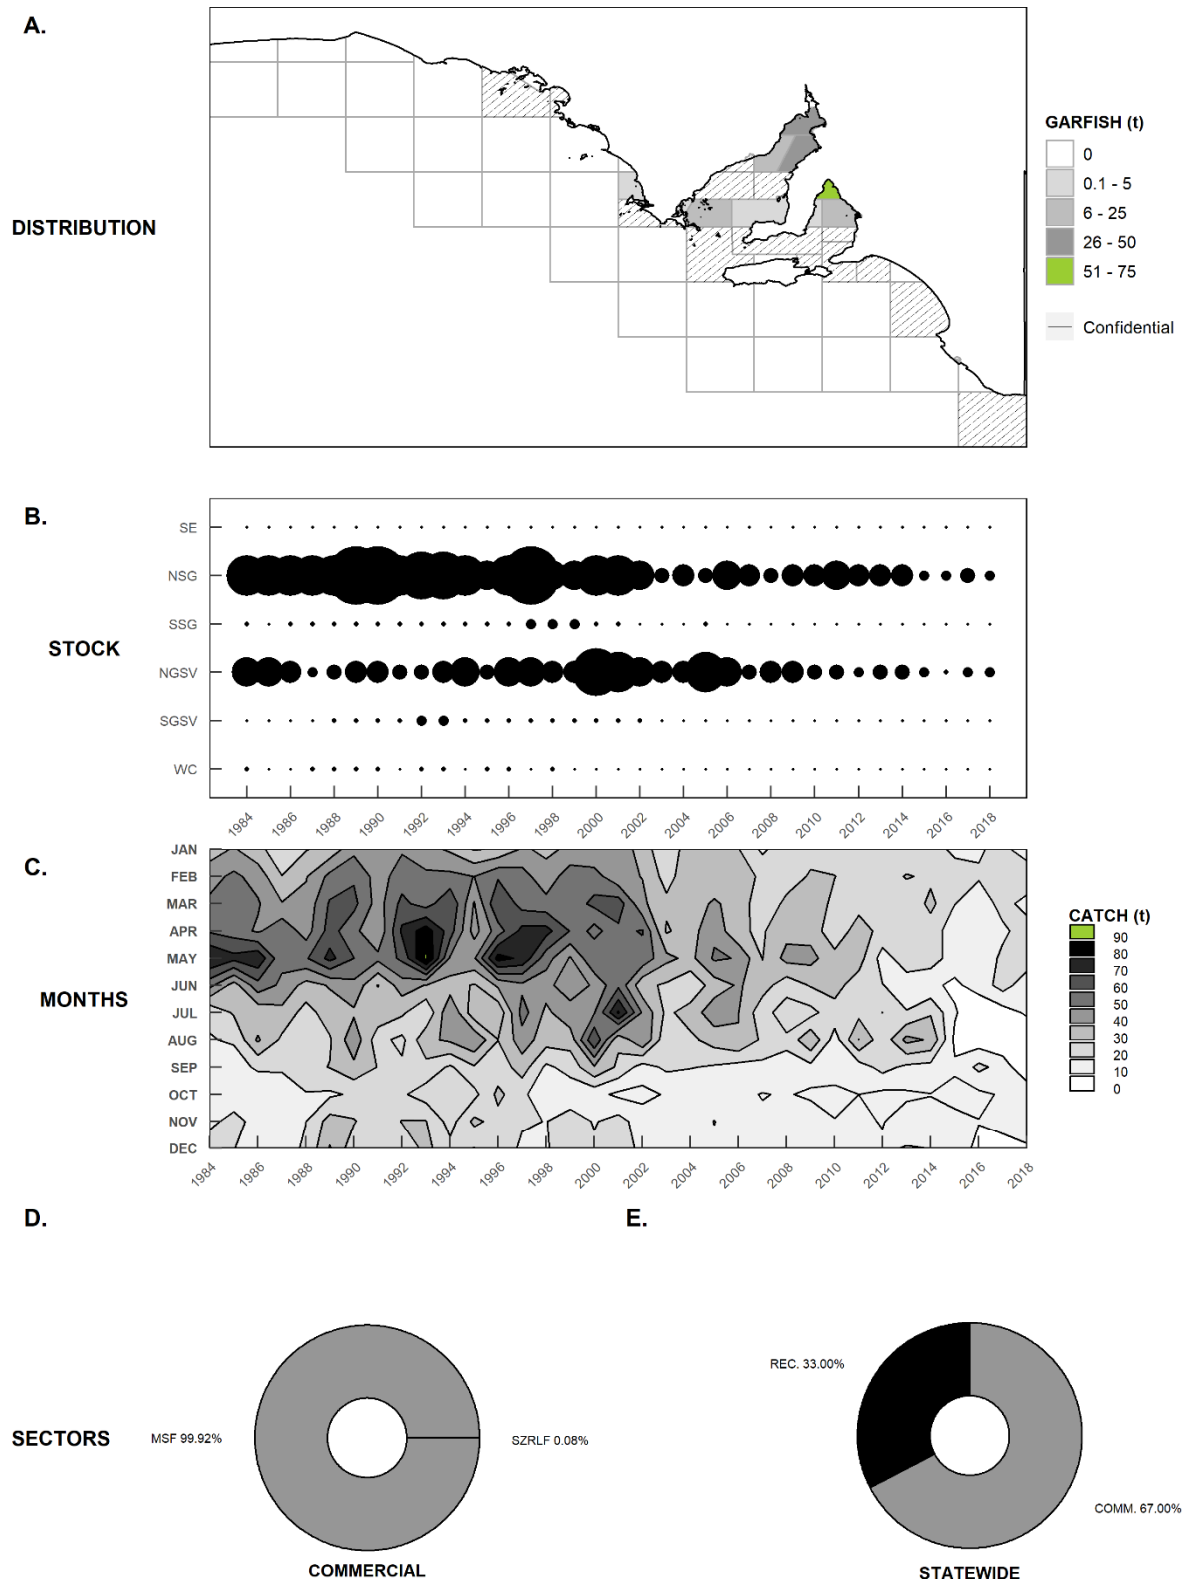 A.
DISTRIBUTION
GARFISH (t)
0
0.1 - 5
6 - 25
26 - 50
51 - 75
Confidential
B.
STOCK
SE
NSG
SSG
NGSV
SGSV
WC
1984 1986 1988 1990 1992 1994 1996 1998 2000 2002 2004 2006 2008 2010 2012 2014 2016 2018
C.
MONTHS
JAN
FEB
MAR
APR
MAY
JUN
JUL
AUG
SEP
OCT
NOV
DEC
1984 1986 1988 1990 1992 1994 1996 1998 2000 2002 2004 2006 2008 2010 2012 2014 2016 2018
CATCH (t)
90
80
70
60
50
40
30
20
10
0
D.
E.
SECTORS
MSF 99.92%
SZRLF 0.08%
COMMERCIAL
REC. 33.00%
COMM. 67.00%
STATEWIDE